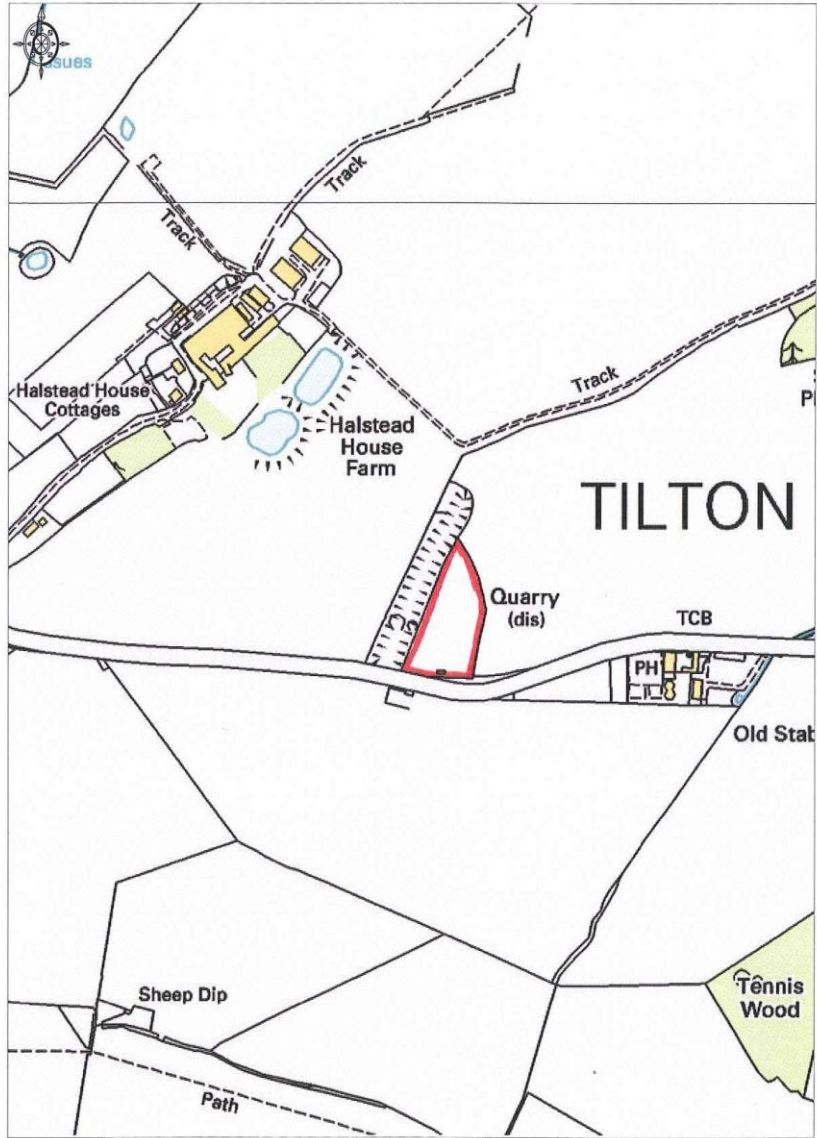 ssues
Track
Track
Track
Halstead House
Cottages
Halstead
House
Farm
TILTON
Quarry
(dis)
TCB
PH
Old Stab
Sheep Dip
Tennis
Wood
Path